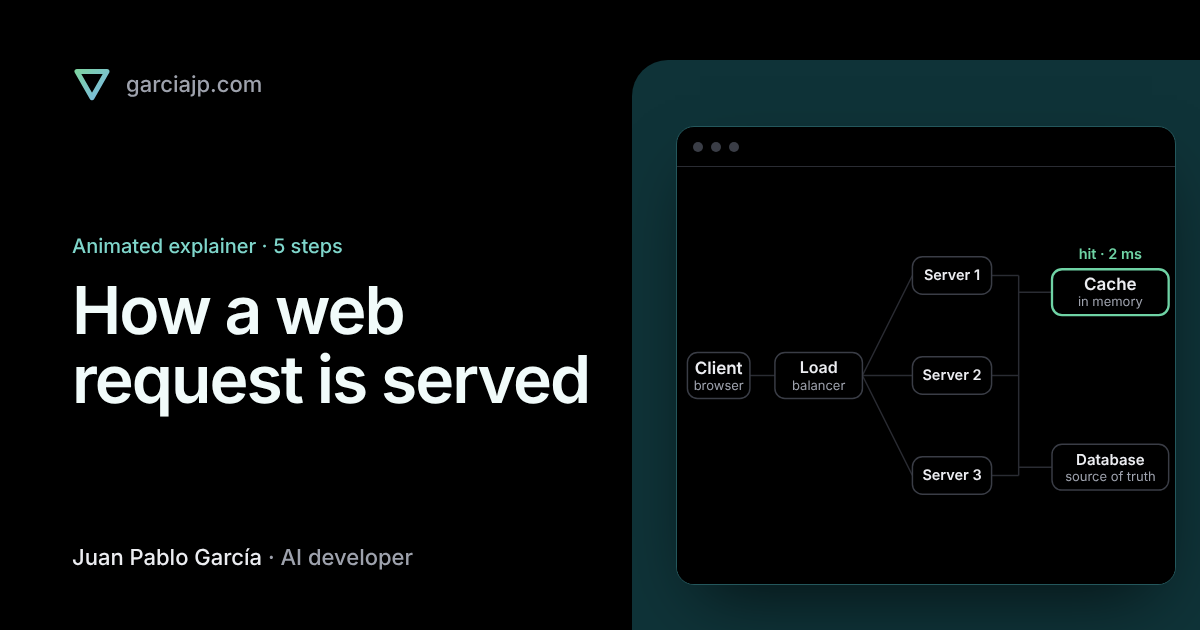 garciajp.com
Animated explainer · 5 steps
How a web
request is served
Juan Pablo García · AI developer
Client
browser
Load
balancer
Server 1
Server 2
Server 3
hit · 2 ms
Cache
in memory
Database
source of truth